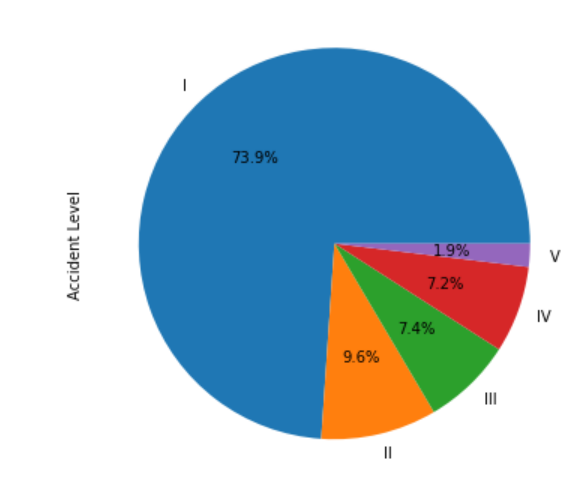 I
73.9%
Accident Level
1.9%
V
7.2%
IV
7.4%
9.6%
III
II